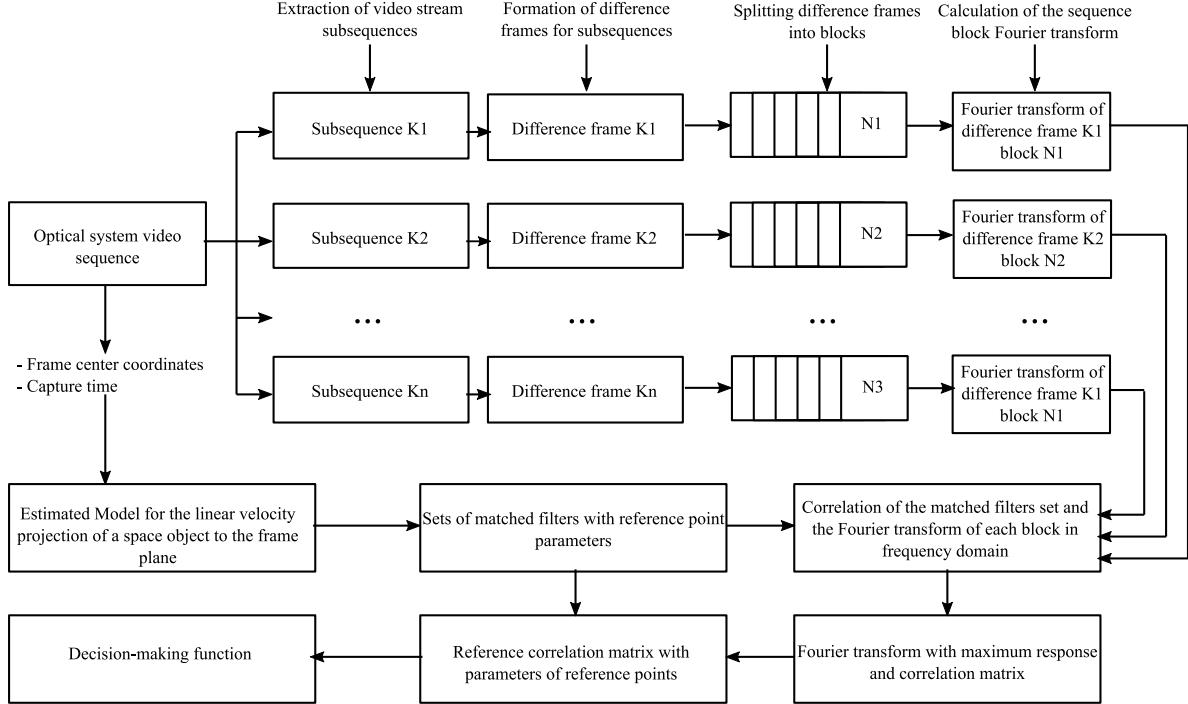 Extraction of video stream
subsequences
Formation of difference
frames for subsequences
Splitting difference frames
into blocks
Calculation of the sequence
block Fourier transform
Subsequence K1
Difference frame K1
N1
Fourier transform of
difference frame K1
block N1
Optical system video
sequence
Subsequence K2
Difference frame K2
N2
Fourier transform of
difference frame K2
block N2
...
...
...
...
- Frame center coordinates
- Capture time
Subsequence Kn
Difference frame Kn
N3
Fourier transform of
difference frame K1
block N1
Estimated Model for the linear velocity
projection of a space object to the frame
plane
Sets of matched filters with reference point
parameters
Correlation of the matched filters set and
the Fourier transform of each block in
frequency domain
Decision-making function
Reference correlation matrix with
parameters of reference points
Fourier transform with maximum response
and correlation matrix